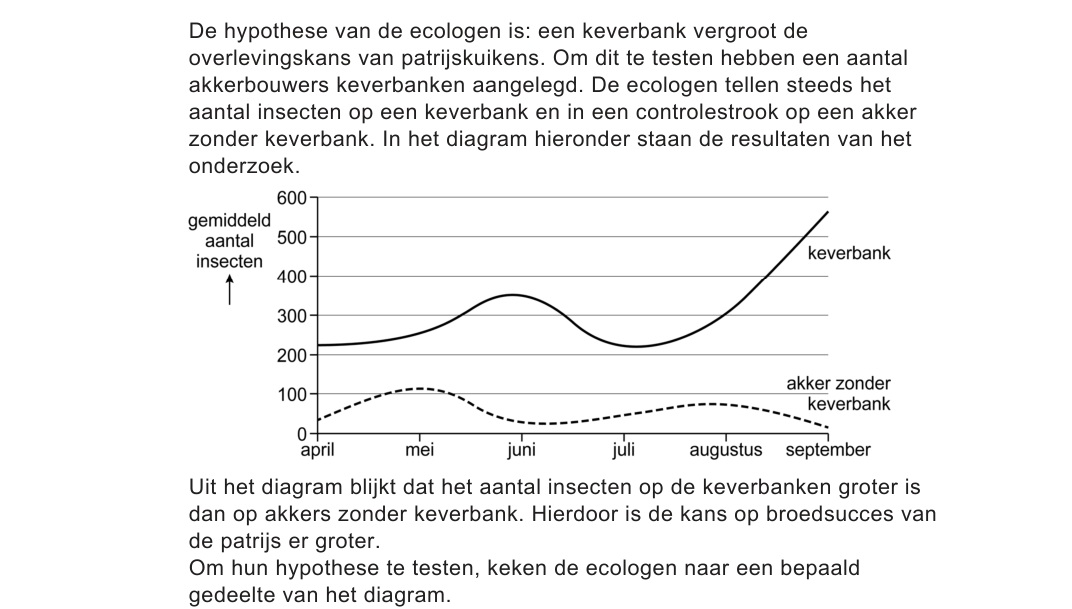 De hypothese van de ecologen is: een keverbank vergroot de
overlevingskans van patrijskuikens. Om dit te testen hebben een aantal
akkerbouwers keverbanken aangelegd. De ecologen tellen steeds het
aantal insecten op een keverbank en in een controlestrook op een akker
zonder keverbank. In het diagram hieronder staan de resultaten van het
onderzoek.
600
gemiddeld
aantal
insecten
500
keverbank
400
300
200
akker zonder
keverbank
100
0
april mei juni juli augustus september
Uit het diagram blijkt dat het aantal insecten op de keverbanken groter is
dan op akkers zonder keverbank. Hierdoor is de kans op broedsucces van
de patrijs er groter.
Om hun hypothese te testen, keken de ecologen naar een bepaald
gedeelte van het diagram.